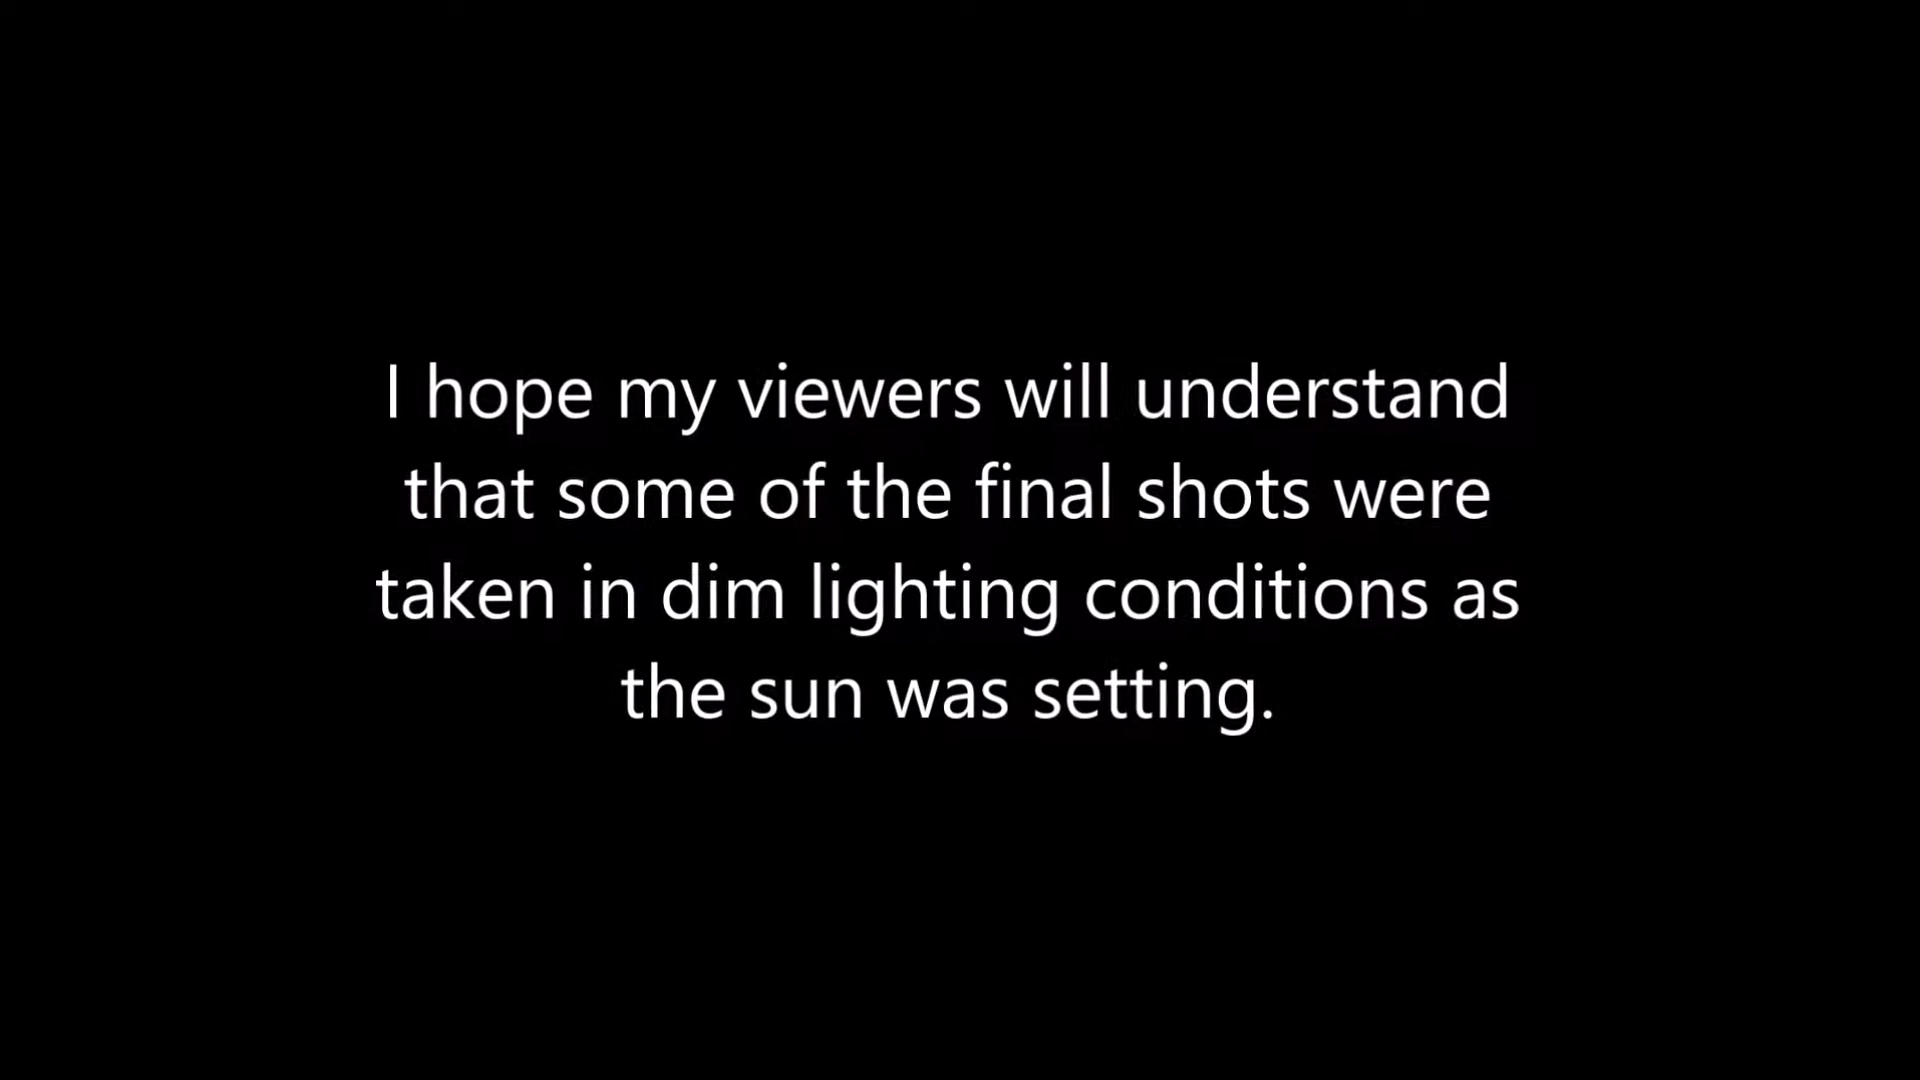 I hope my viewers will understand
that some of the final shots were
taken in dim lighting conditions as
the sun was setting.